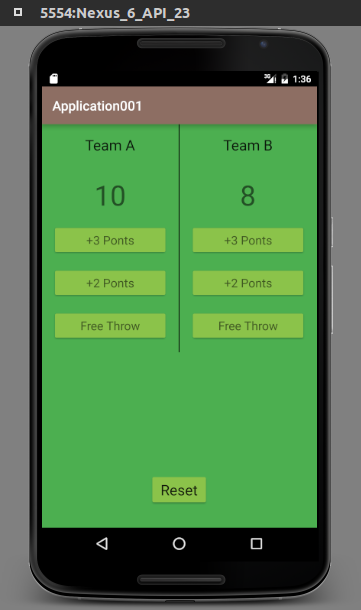 5554:Nexus_6_API_23
3G 1:36
Application001
Team A Team B
10 8
+3 Ponts +3 Ponts
+2 Ponts +2 Ponts
Free Throw Free Throw
Reset